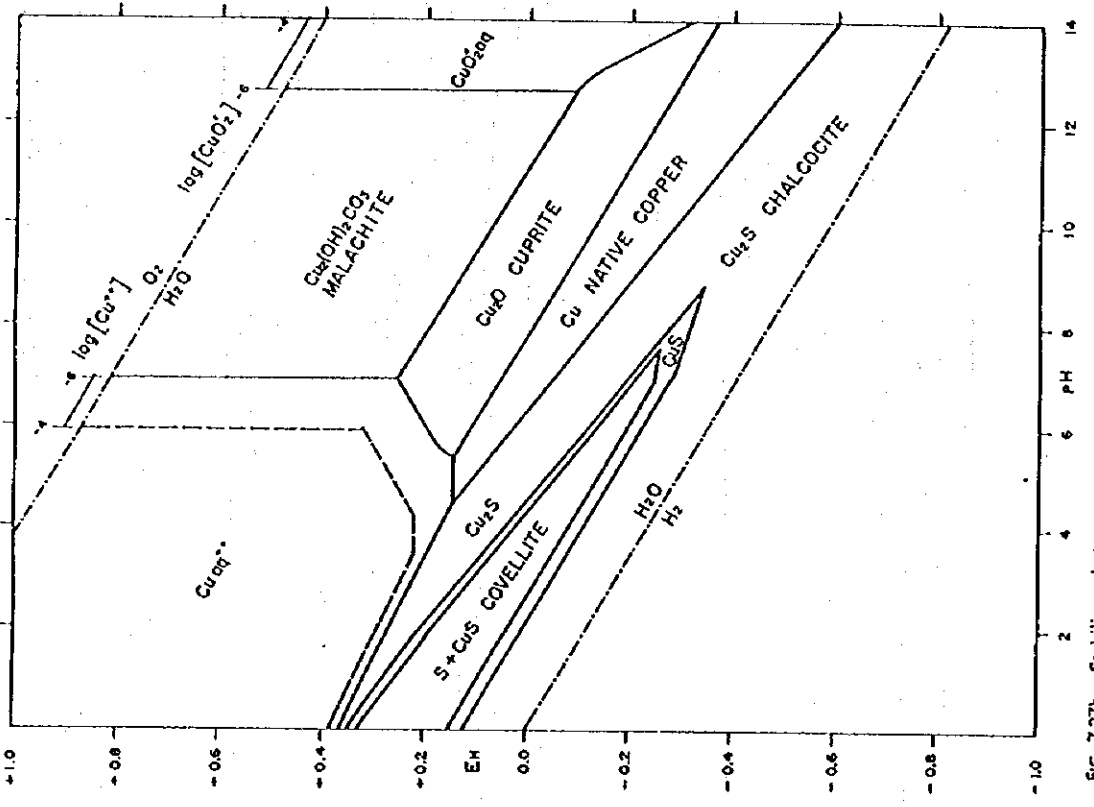 +1.0
+0.8
+0.6
+0.4
+0.2
EH
0.0
-0.2
-0.4
-0.6
-0.8
-1.0
2
4
6
pH
8
10
12
14
-4
-6
log [Cu++]
O2
H2O
log [CuO2=]
-6
-4
Cu aq++
Cu2(OH)2CO3
MALACHITE
CuO2=aq
Cu2O CUPRITE
Cu NATIVE COPPER
Cu2S CHALCOCITE
Cu2S
CuS
S+CuS COVELLITE
H2O
H2
FIG. 7.27b.